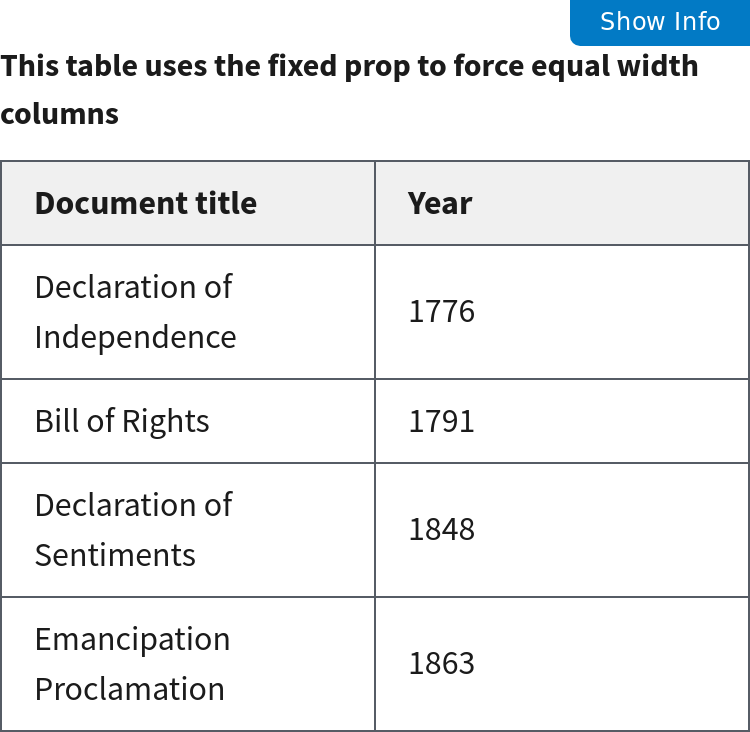 Show Info
This table uses the fixed prop to force equal width
columns
Document title Year
Declaration of
Independence
1776
Bill of Rights 1791
Declaration of
Sentiments
1848
Emancipation
Proclamation
1863